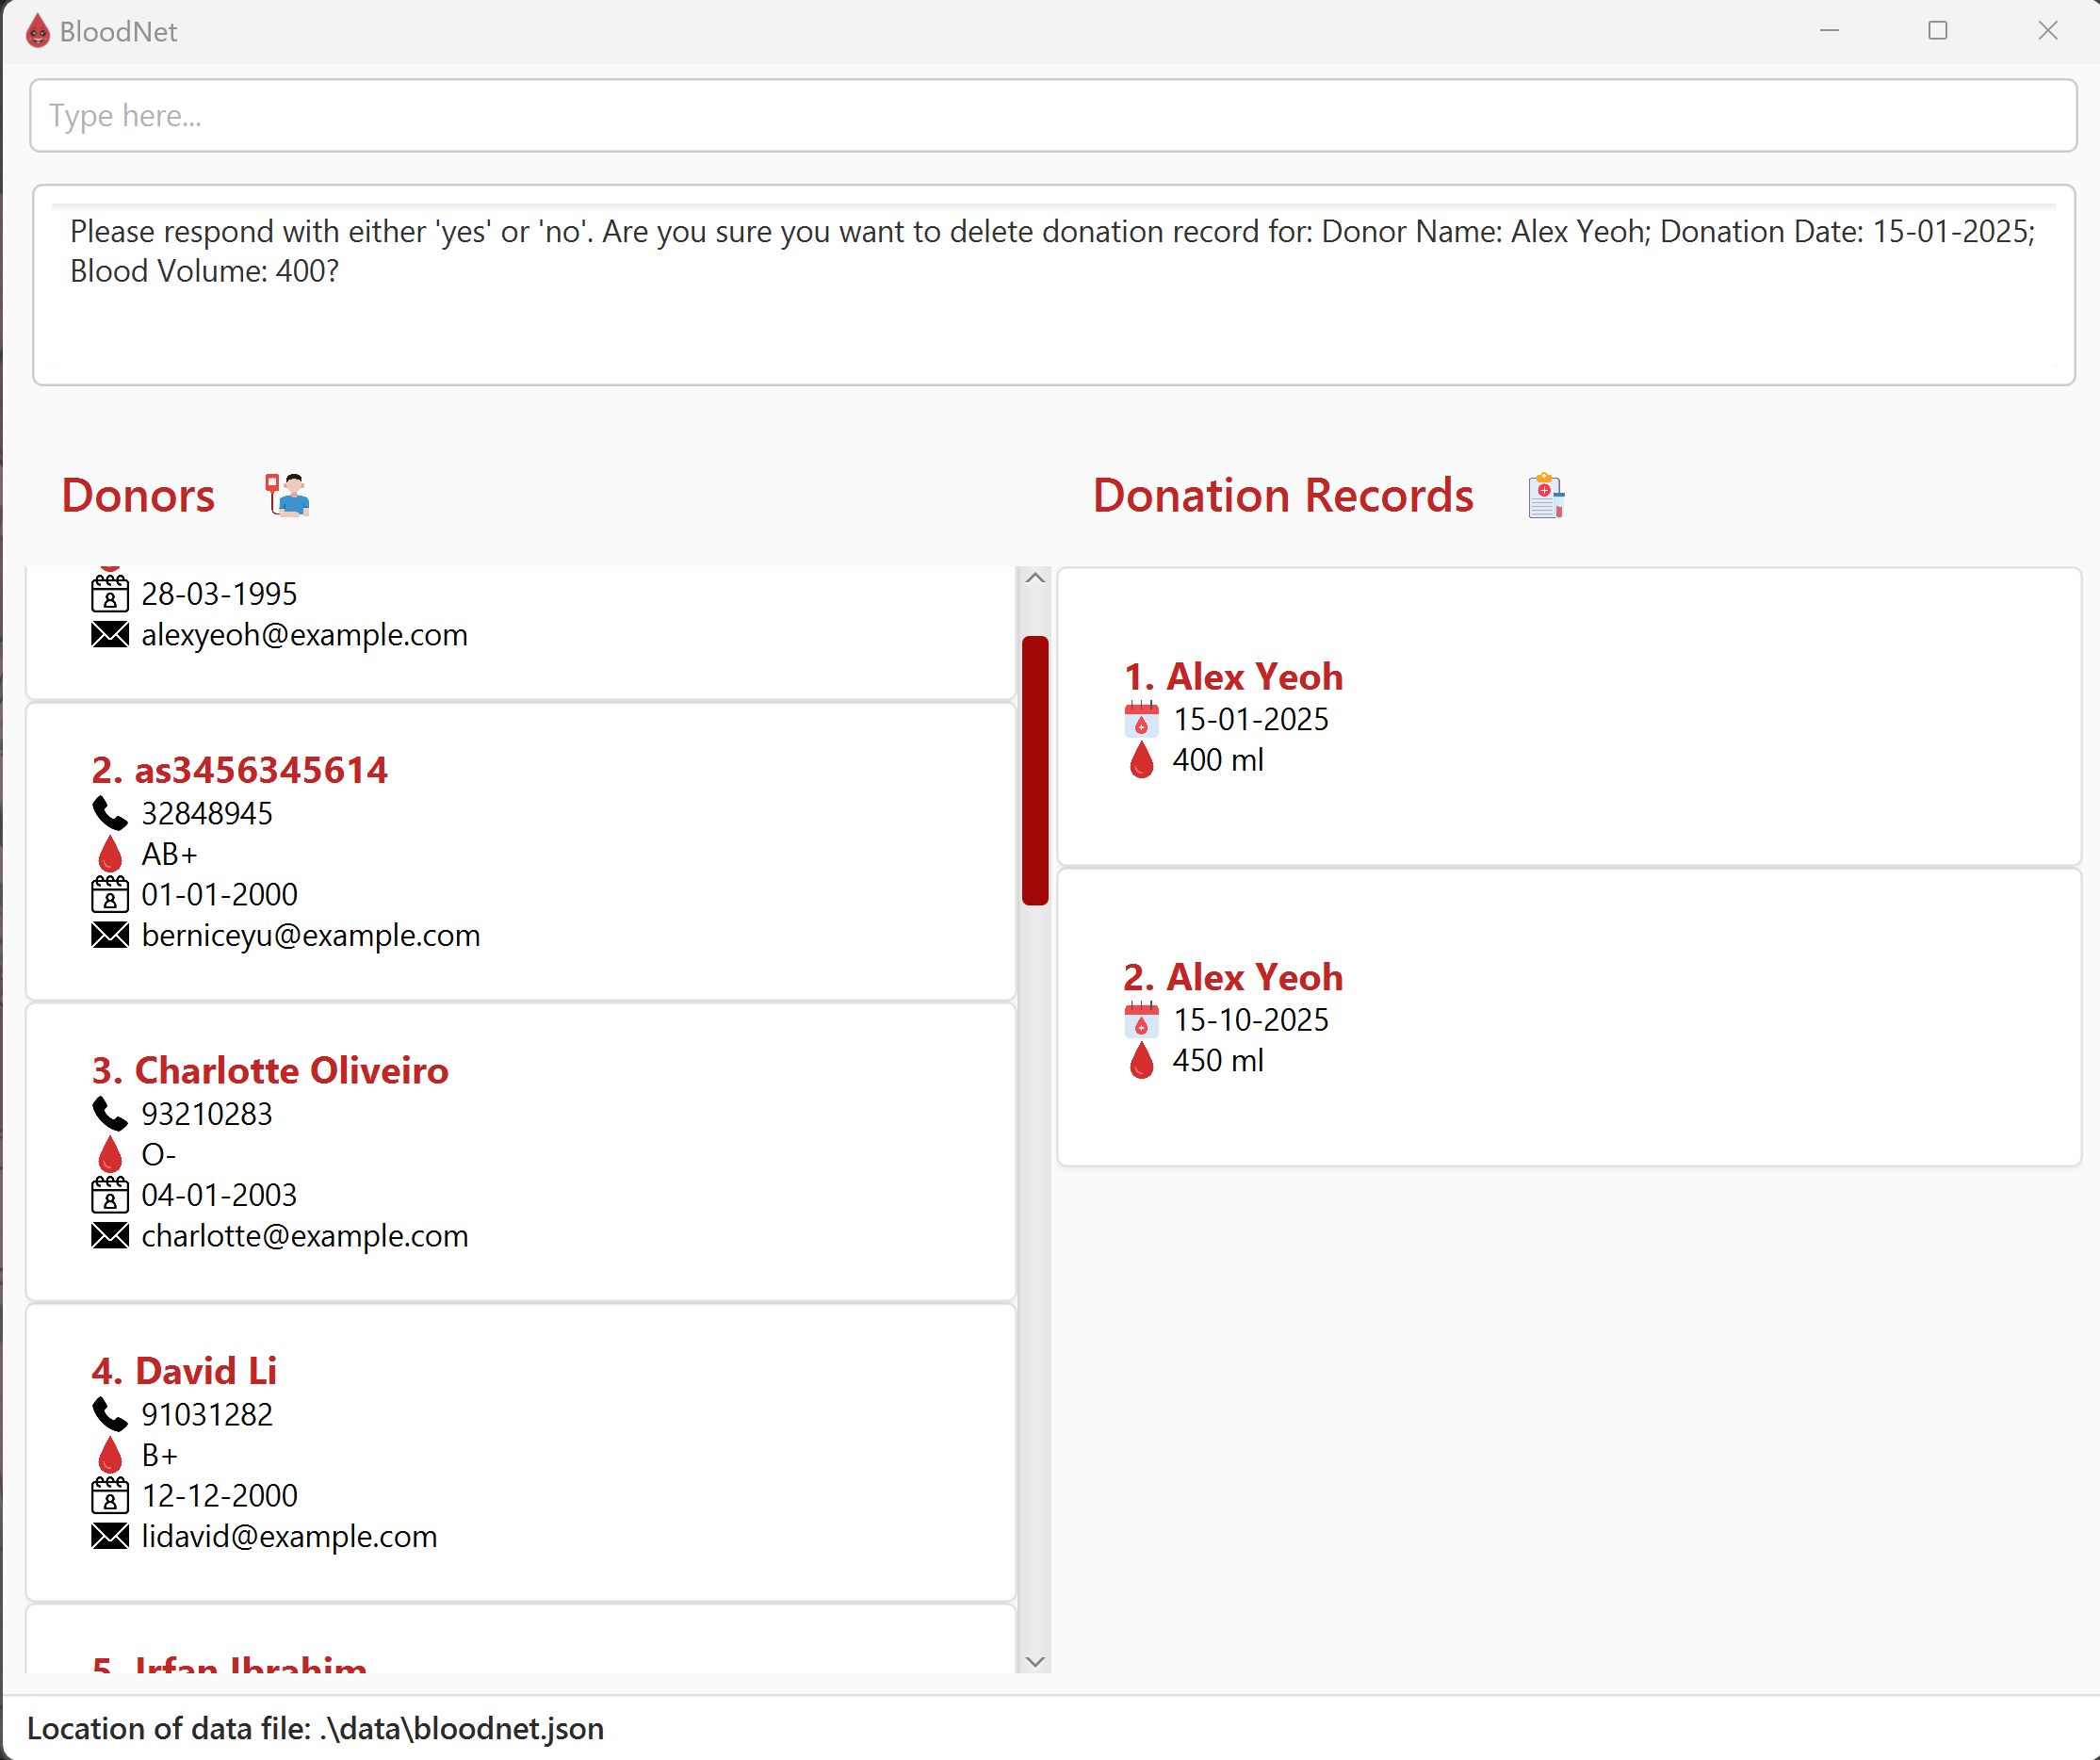 BloodNet
Type here...
Please respond with either 'yes' or 'no'. Are you sure you want to delete donation record for: Donor Name: Alex Yeoh; Donation Date: 15-01-2025;
Blood Volume: 400?
Donors
Donation Records
28-03-1995
alexyeoh@example.com
2. as3456345614
32848945
AB+
01-01-2000
berniceyu@example.com
3. Charlotte Oliveiro
93210283
O-
04-01-2003
charlotte@example.com
4. David Li
91031282
B+
12-12-2000
lidavid@example.com
5. Irfan Ibrahim
1. Alex Yeoh
15-01-2025
400 ml
2. Alex Yeoh
15-10-2025
450 ml
Location of data file: .\data\bloodnet.json